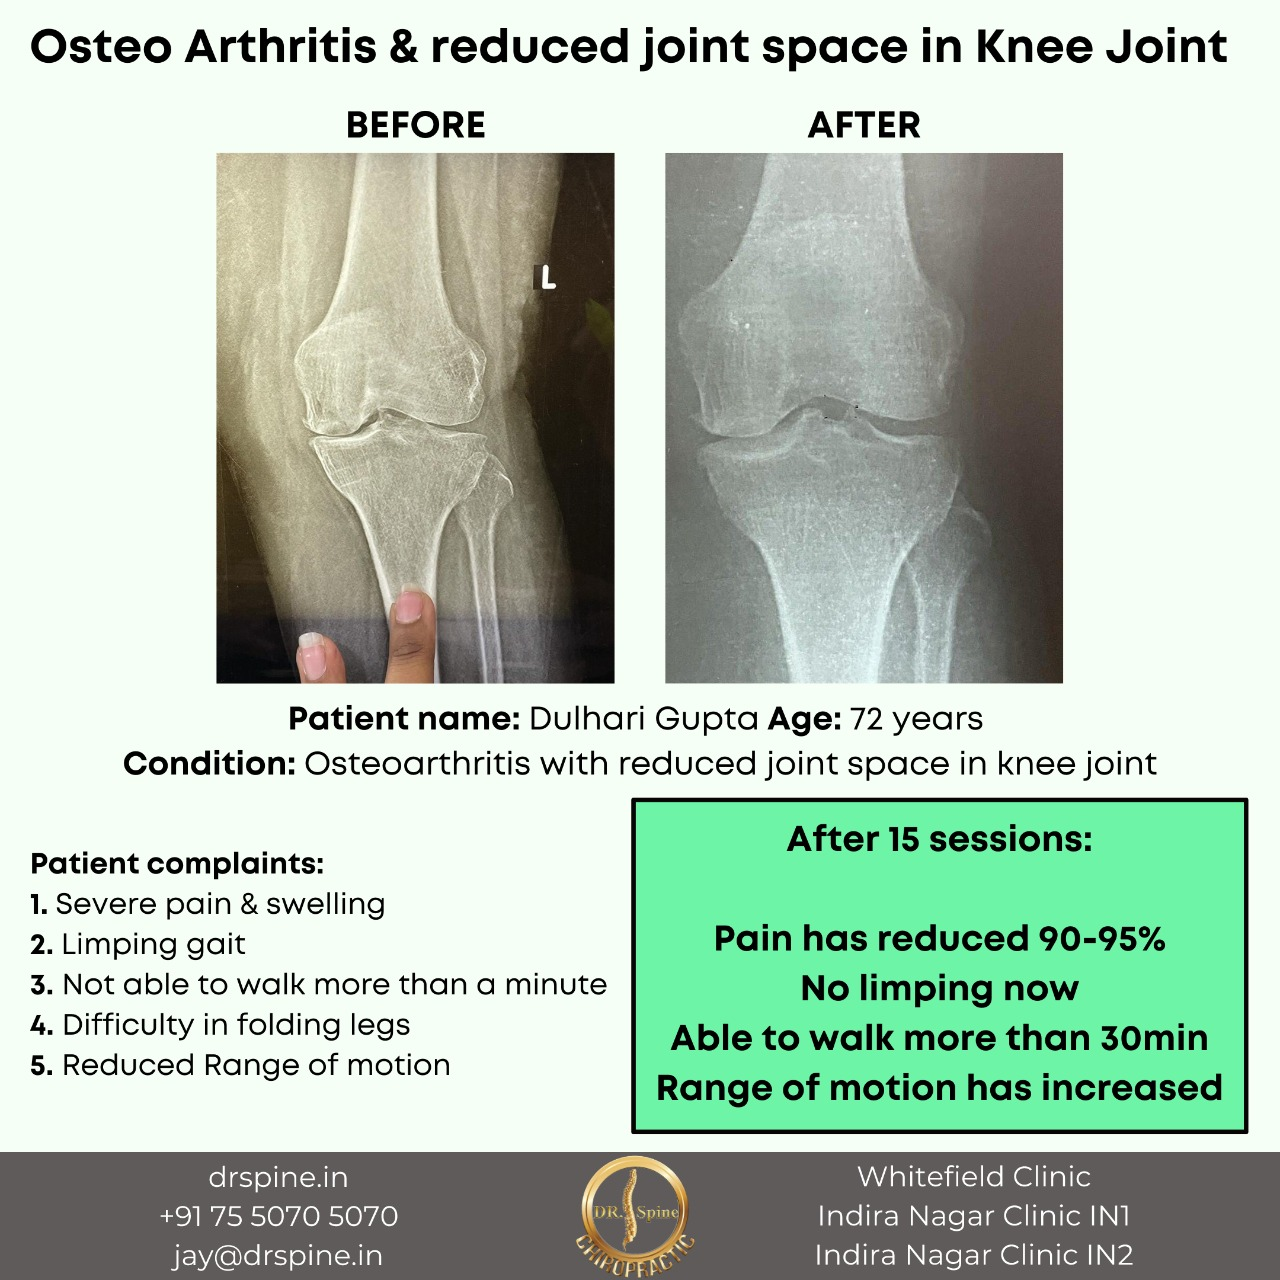 Osteo Arthritis & reduced joint space in Knee Joint
BEFORE
AFTER
L
Patient name: Dulhari Gupta Age: 72 years
Condition: Osteoarthritis with reduced joint space in knee joint
Patient complaints:
1. Severe pain & swelling
2. Limping gait
3. Not able to walk more than a minute
4. Difficulty in folding legs
5. Reduced Range of motion
After 15 sessions:
Pain has reduced 90-95%
No limping now
Able to walk more than 30min
Range of motion has increased
drspine.in
+91 75 5070 5070
jay@drspine.in
DR. Spine
CHIROPRACTIC
Whitefield Clinic
Indira Nagar Clinic IN1
Indira Nagar Clinic IN2